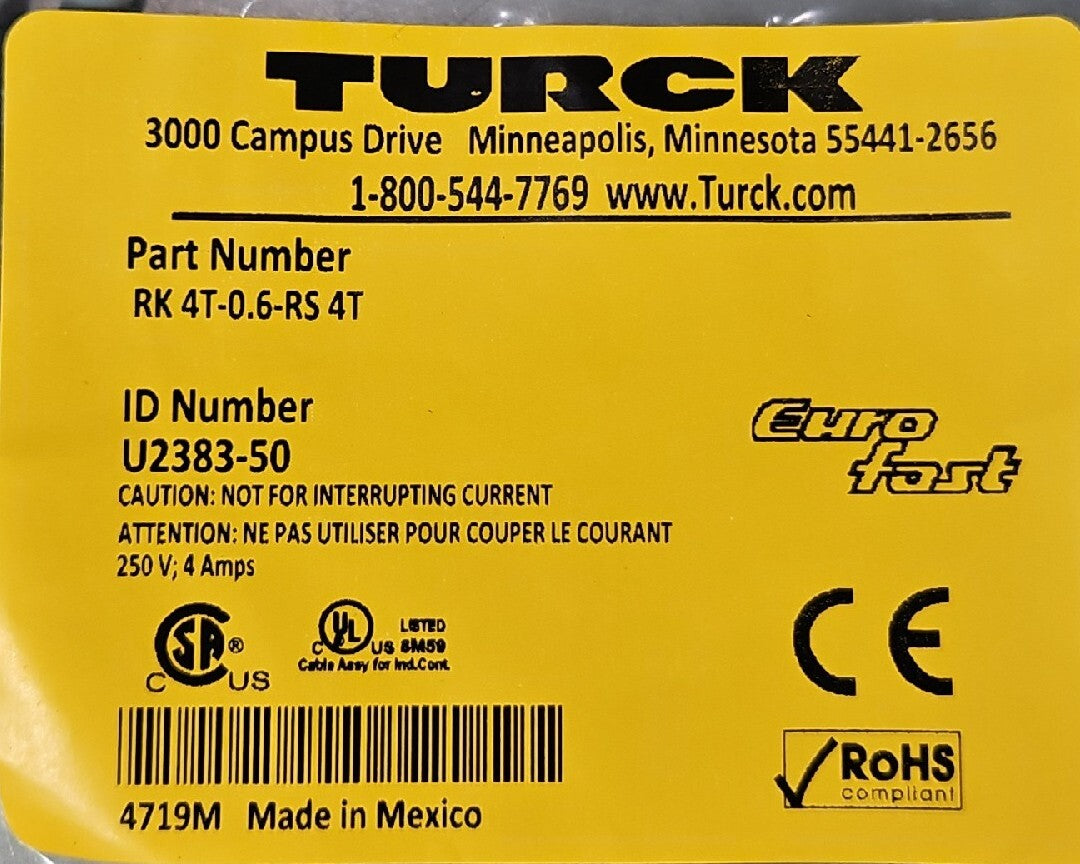 TURCK
3000 Campus Drive Minneapolis, Minnesota 55441-2656
1-800-544-7769 www.Turck.com
Part Number
RK 4T-0.6-RS 4T
ID Number
U2383-50
Euro
fast
CAUTION: NOT FOR INTERRUPTING CURRENT
ATTENTION: NE PAS UTILISER POUR COUPER LE COURANT
250 V; 4 Amps
SA ®
C US
UL LISTED
C US 8M59
Cable Assy for Ind.Cont.
CE
RoHS
compliant
4719M Made in Mexico